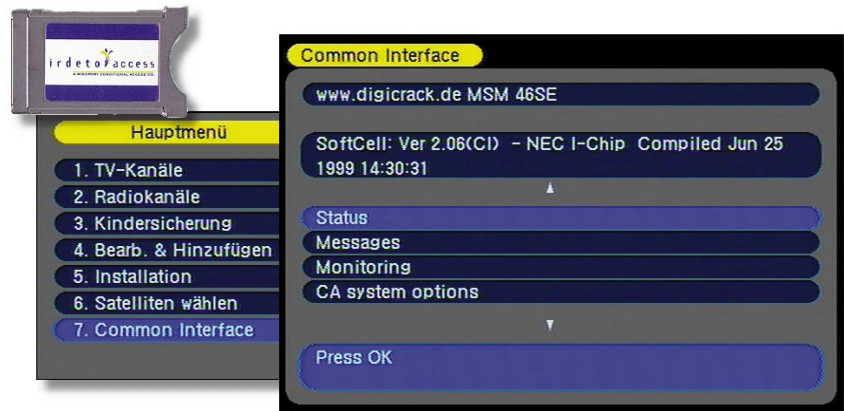 irdeto access
Hauptmenü
1. TV-Kanäle
2. Radiokanäle
3. Kindersicherung
4. Bearb. & Hinzufügen
5. Installation
6. Satelliten wählen
7. Common Interface
Common Interface
www.digicrack.de MSM 46SE
SoftCell: Ver 2.06(CI) - NEC I-Chip Compiled Jun 25
1999 14:30:31
Status
Messages
Monitoring
CA system options
Press OK